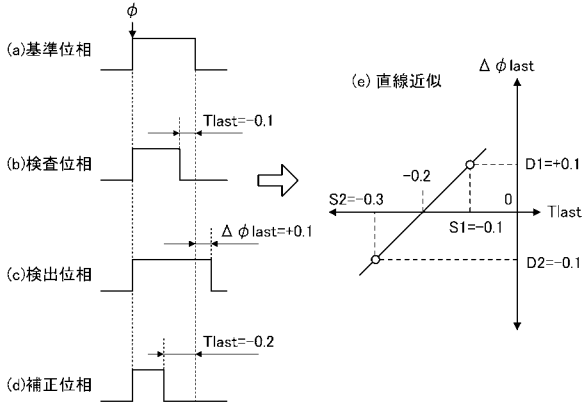 φ
(a)基準位相
Tlast=-0.1
(b)検査位相
Δφlast=+0.1
(c)検出位相
Tlast=-0.2
(d)補正位相
(e) 直線近似
Δφlast
D1=+0.1
-0.2
S2=-0.3
0
Tlast
S1=-0.1
D2=-0.1